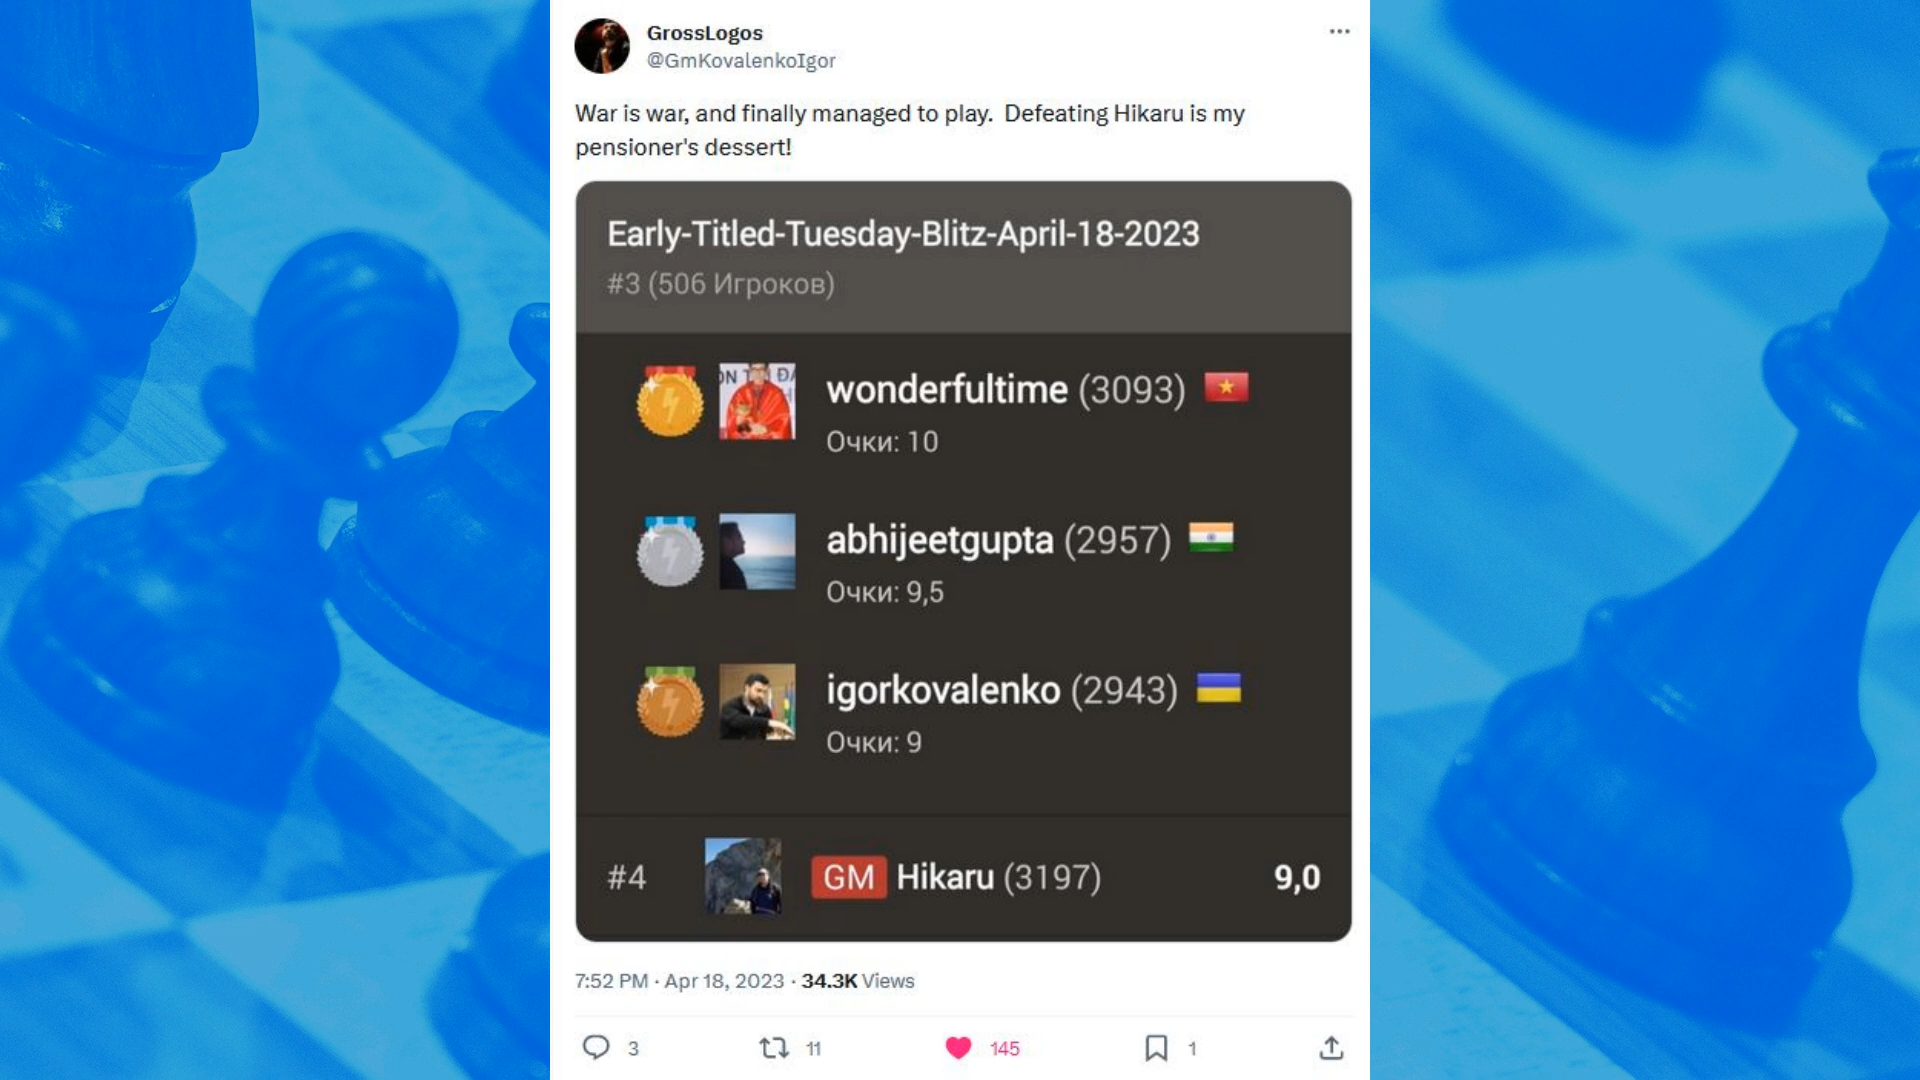 GrossLogos
@GmKovalenkoIgor
War is war, and finally managed to play. Defeating Hikaru is my
pensioner's dessert!
Early-Titled-Tuesday-Blitz-April-18-2023
#3 (506 Игроков)
wonderfultime (3093)
Очки: 10
abhijeetgupta (2957)
Очки: 9,5
igorkovalenko (2943)
Очки: 9
#4 GM Hikaru (3197) 9,0
7:52 PM · Apr 18, 2023 · 34.3K Views
3 11 145 1